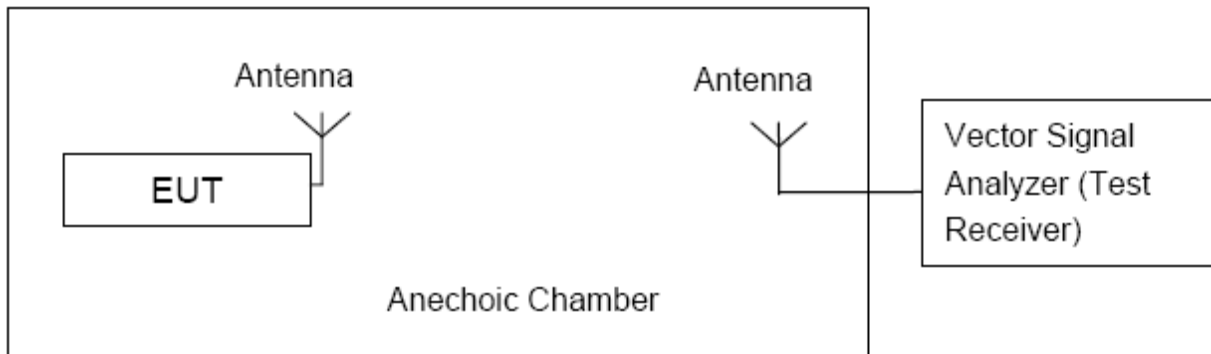 Antenna
Antenna
EUT
Vector Signal
Analyzer (Test
Receiver)
Anechoic Chamber